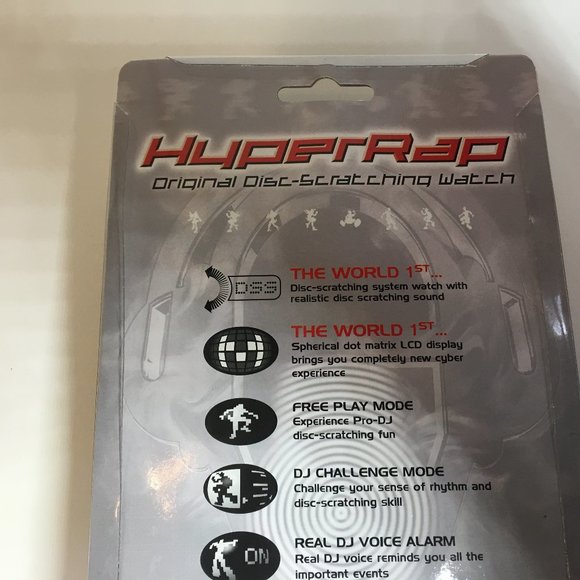 HyperRap™
Original Disc-Scratching Watch
DSS
THE WORLD 1ST...
Disc-scratching system watch with
realistic disc scratching sound
THE WORLD 1ST...
Spherical dot matrix LCD display
brings you completely new cyber
experience
FREE PLAY MODE
Experience Pro-DJ
disc-scratching fun
DJ CHALLENGE MODE
Challenge your sense of rhythm and
disc-scratching skill
REAL DJ VOICE ALARM
ON
Real DJ voice reminds you all the
important events